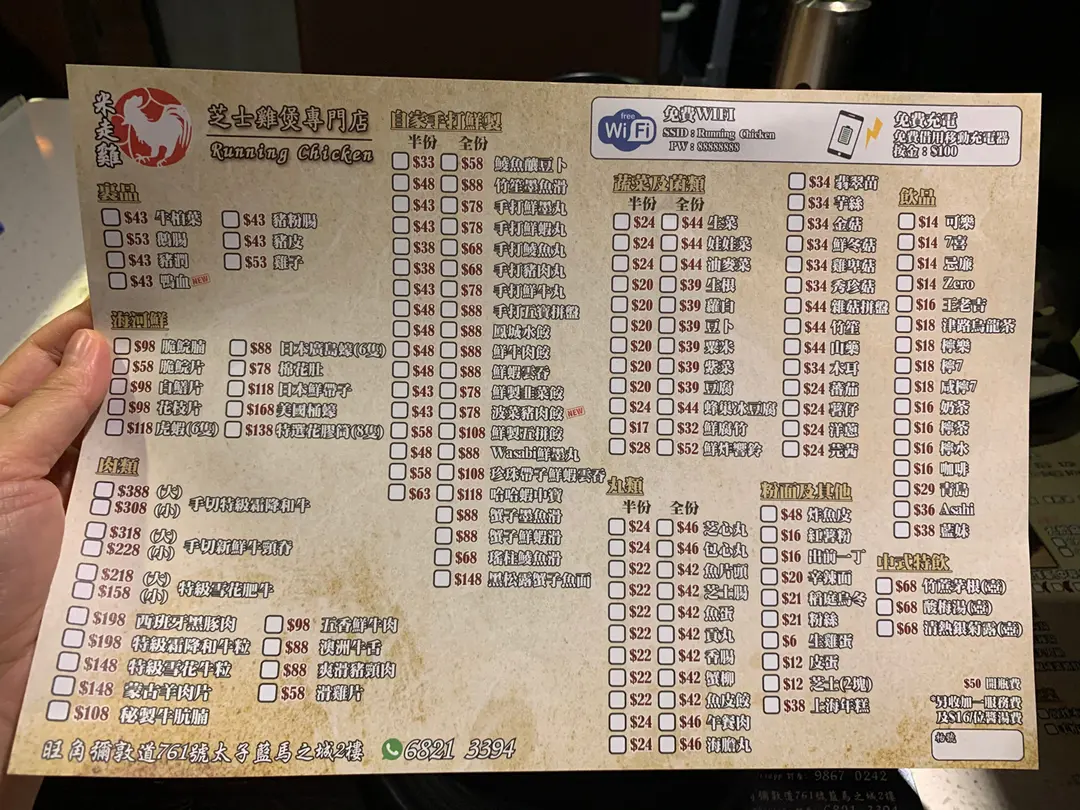 米走雞
芝士雞煲專門店
Running Chicken
裏品
$43 牛柏葉
$53 鵝腸
$43 豬潤
$43 鴨血 NEW
$43 豬粉腸
$43 豬皮
$53 雞子
海河鮮
$98 脆脘腩
$58 脆脘片
$98 白鱔片
$98 花枝片
$118 虎蝦(6隻)
$88 日本廣島蠔(6隻)
$78 棉花肚
$118 日本鮮帶子
$168 美國桶蠔
$138 特選花膠筒(8隻)
肉類
$388 (大)
$308 (小) 手切特級霜降和牛
$318 (大)
$228 (小) 手切新鮮牛頸脊
$218 (大)
$158 (小) 特級雪花肥牛
$198 西班牙黑豚肉
$198 特級霜降和牛粒
$148 特級雪花牛粒
$148 蒙古羊肉片
$108 秘製牛肮腩
$98 五香鮮牛肉
$88 澳洲牛舌
$88 爽滑豬頸肉
$58 滑雞片
自家手打鮮製
半份 全份
$33 $58 鯪魚釀豆卜
$48 $88 竹笙墨魚滑
$43 $78 手打鮮墨丸
$43 $78 手打鮮蝦丸
$38 $68 手打鯪魚丸
$38 $68 手打豬肉丸
$43 $78 手打鮮牛丸
$48 $88 手打五寶拼盤
$48 $88 鳳城水餃
$48 $88 鮮牛肉餃
$48 $88 鮮蝦雲吞
$43 $78 鮮製韭菜餃
$43 $78 菠菜豬肉餃 NEW
$58 $108 鮮製五拼餃
$48 $88 Wasabi鮮墨丸
$58 $108 珍珠帶子鮮蝦雲吞
$63 $118 哈哈蝦中寶
$88 蟹子墨魚滑
$88 蟹子鮮蝦滑
$68 瑤柱鯪魚滑
$148 黑松露蟹子魚面
free WiFi
免費WIFI
SSID : Running Chicken
PW : 88888888
免費充電
免費借用移動充電器
按金 : $100
蔬菜及菌類
半份 全份
$24 $44 生菜
$24 $44 娃娃菜
$24 $44 油麥菜
$20 $39 生根
$20 $39 蘿白
$20 $39 豆卜
$20 $39 粟米
$20 $39 紫菜
$20 $39 豆腐
$24 $44 蜂巢冰豆腐
$17 $32 鮮腐竹
$28 $52 鮮炸響鈴
$34 翡翠苗
$34 芋絲
$34 金菇
$34 鮮冬菇
$34 雞脾菇
$34 秀珍菇
$44 雜菇拼盤
$44 竹笙
$44 山藥
$34 木耳
$24 蕃茄
$24 薯仔
$24 洋蔥
$24 芫茜
丸類
半份 全份
$24 $46 芝心丸
$24 $46 包心丸
$22 $42 魚片頭
$22 $42 芝士腸
$22 $42 魚蛋
$22 $42 貢丸
$22 $42 香腸
$22 $42 蟹柳
$22 $42 魚皮餃
$24 $46 午餐肉
$24 $46 海膽丸
粉面及其他
$48 炸魚皮
$16 紅薯粉
$16 出前一丁
$20 辛辣面
$21 稻庭烏冬
$21 粉絲
$6 生雞蛋
$12 皮蛋
$12 芝士(2塊)
$38 上海年糕
飲品
$14 可樂
$14 7喜
$14 忌廉
$14 Zero
$16 王老吉
$18 津路烏龍茶
$18 檸樂
$18 檸7
$18 咸檸7
$16 奶茶
$16 檸茶
$16 檸水
$16 咖啡
$29 青島
$36 Asahi
$38 藍妹
中式特飲
$68 竹蔗茅根(壺)
$68 酸梅湯(壺)
$68 清熱銀菊露(壺)
$50 開瓶費
*另收加一服務費
及$16/位醬湯費
枱號
旺角彌敦道761號太子藍馬之城2樓 6821 3394
9867 0242
彌敦道761號藍馬之城2樓
6821 3394